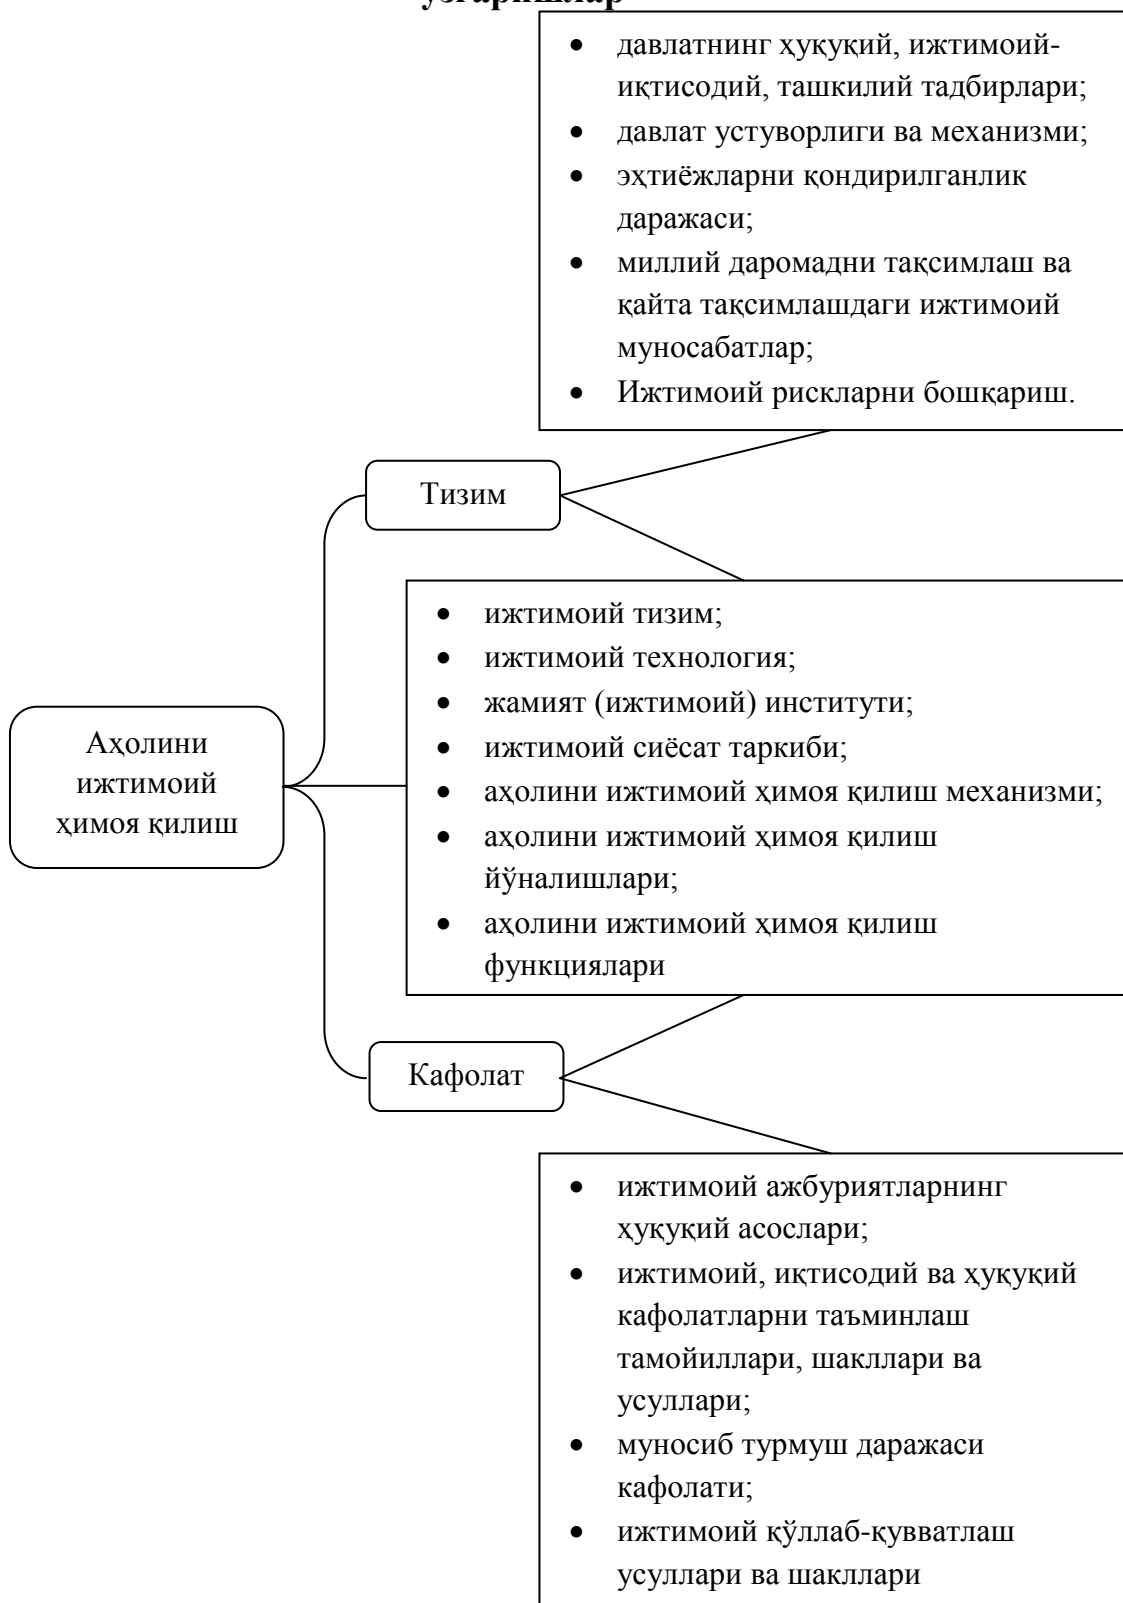 • давлатнинг ҳуқуқий, ижтимоий-
иқтисодий, ташкилий тадбирлари;
• давлат устуворлиги ва механизми;
• эҳтиёжларни қондирилганлик
даражаси;
• миллий даромадни тақсимлаш ва
қайта тақсимлашдаги ижтимоий
муносабатлар;
• Ижтимоий рискларни бошқариш.
Тизим
• ижтимоий тизим;
• ижтимоий технология;
• жамият (ижтимоий) институти;
• ижтимоий сиёсат таркиби;
• аҳолини ижтимоий ҳимоя қилиш механизми;
• аҳолини ижтимоий ҳимоя қилиш
йўналишлари;
• аҳолини ижтимоий ҳимоя қилиш
функциялари
Аҳолини
ижтимоий
ҳимоя қилиш
Кафолат
• ижтимоий ажбуриятларнинг
ҳуқуқий асослари;
• ижтимоий, иқтисодий ва ҳуқуқий
кафолатларни таъминлаш
тамойиллари, шакллари ва
усуллари;
• муносиб турмуш даражаси
кафолати;
• ижтимоий қўллаб-қувватлаш
усуллари ва шакллари